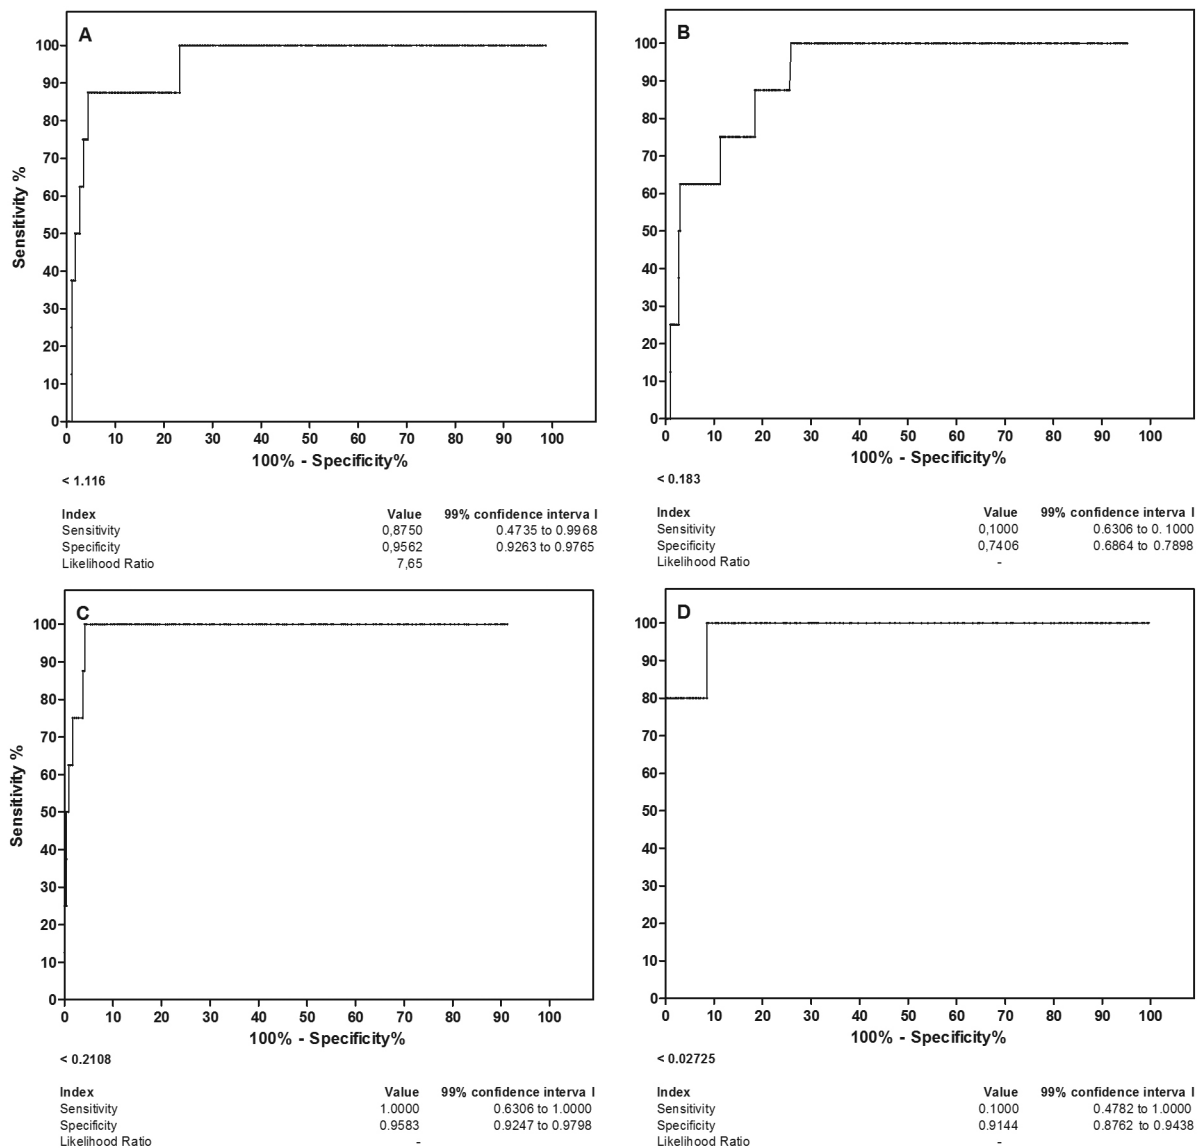 A
100
90
80
70
60
50
40
30
20
10
0
Sensitivity %
0 10 20 30 40 50 60 70 80 90 100
100% - Specificity%
< 1.116
Index Value 99% confidence interva l
Sensitivity 0,8750 0.4735 to 0.9968
Specificity 0,9562 0.9263 to 0.9765
Likelihood Ratio 7,65
B
100
90
80
70
60
50
40
30
20
10
0
0 10 20 30 40 50 60 70 80 90 100
100% - Specificity%
< 0.183
Index Value 99% confidence interva l
Sensitivity 0,1000 0.6306 to 0. 1000
Specificity 0,7406 0.6864 to 0.7898
Likelihood Ratio -
C
100
90
80
70
60
50
40
30
20
10
0
Sensitivity %
0 10 20 30 40 50 60 70 80 90 100
100% - Specificity%
< 0.2108
Index Value 99% confidence interva l
Sensitivity 1.0000 0.6306 to 1.0000
Specificity 0.9583 0.9247 to 0.9798
Likelihood Ratio -
D
100
90
80
70
60
50
40
30
20
10
0
0 10 20 30 40 50 60 70 80 90 100
100% - Specificity%
< 0.02725
Index Value 99% confidence interva l
Sensitivity 0.1000 0.4782 to 1.0000
Specificity 0.9144 0.8762 to 0.9438
Likelihood Ratio -